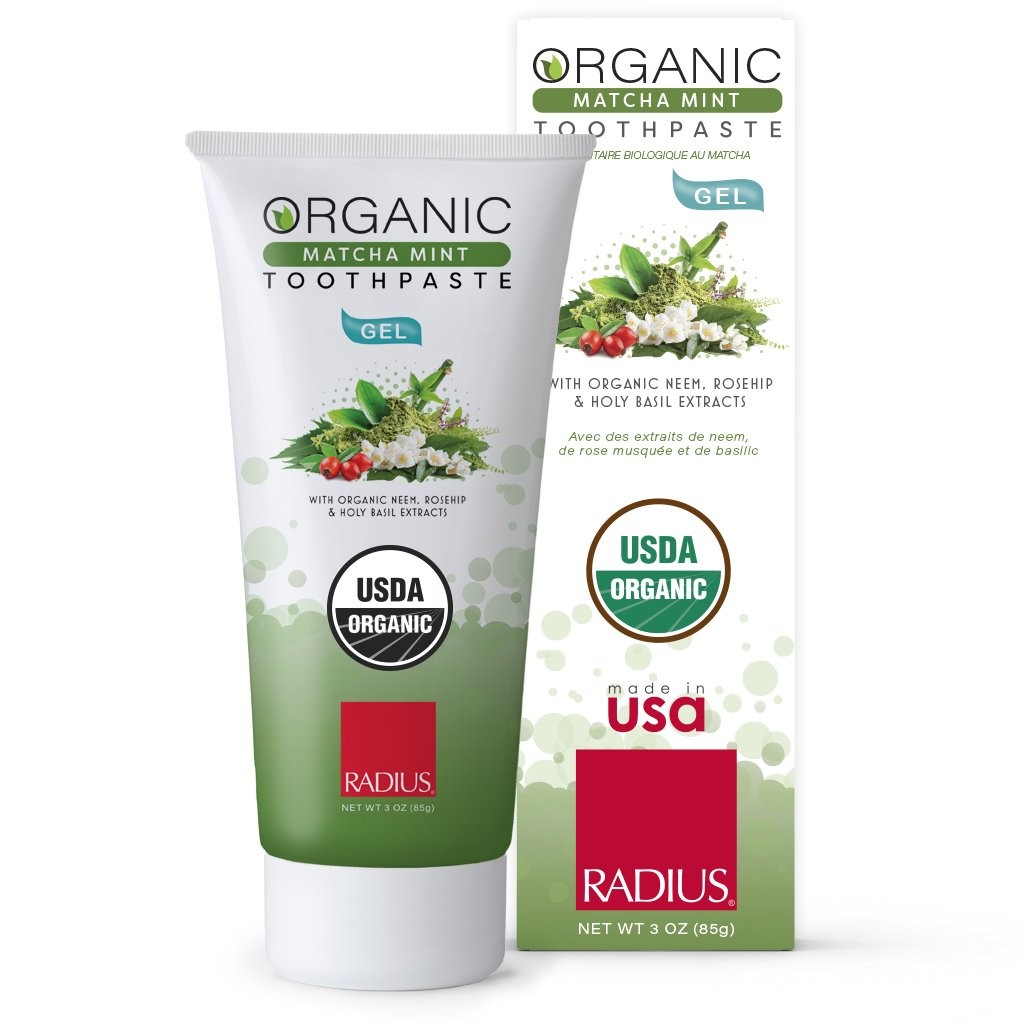 ORGANIC
MATCHA MINT
TOOTHPASTE
GEL
WITH ORGANIC NEEM, ROSEHIP
& HOLY BASIL EXTRACTS
USDA
ORGANIC
RADIUS®
NET WT 3 OZ (85g)
ORGANIC
MATCHA MINT
TOOTHPASTE
BIOLOGIQUE AU MATCHA
GEL
WITH ORGANIC NEEM, ROSEHIP
& HOLY BASIL EXTRACTS
Avec des extraits de neem,
de rose musquée et de basilic
USDA
ORGANIC
made in
usa
RADIUS®
NET WT 3 OZ (85g)